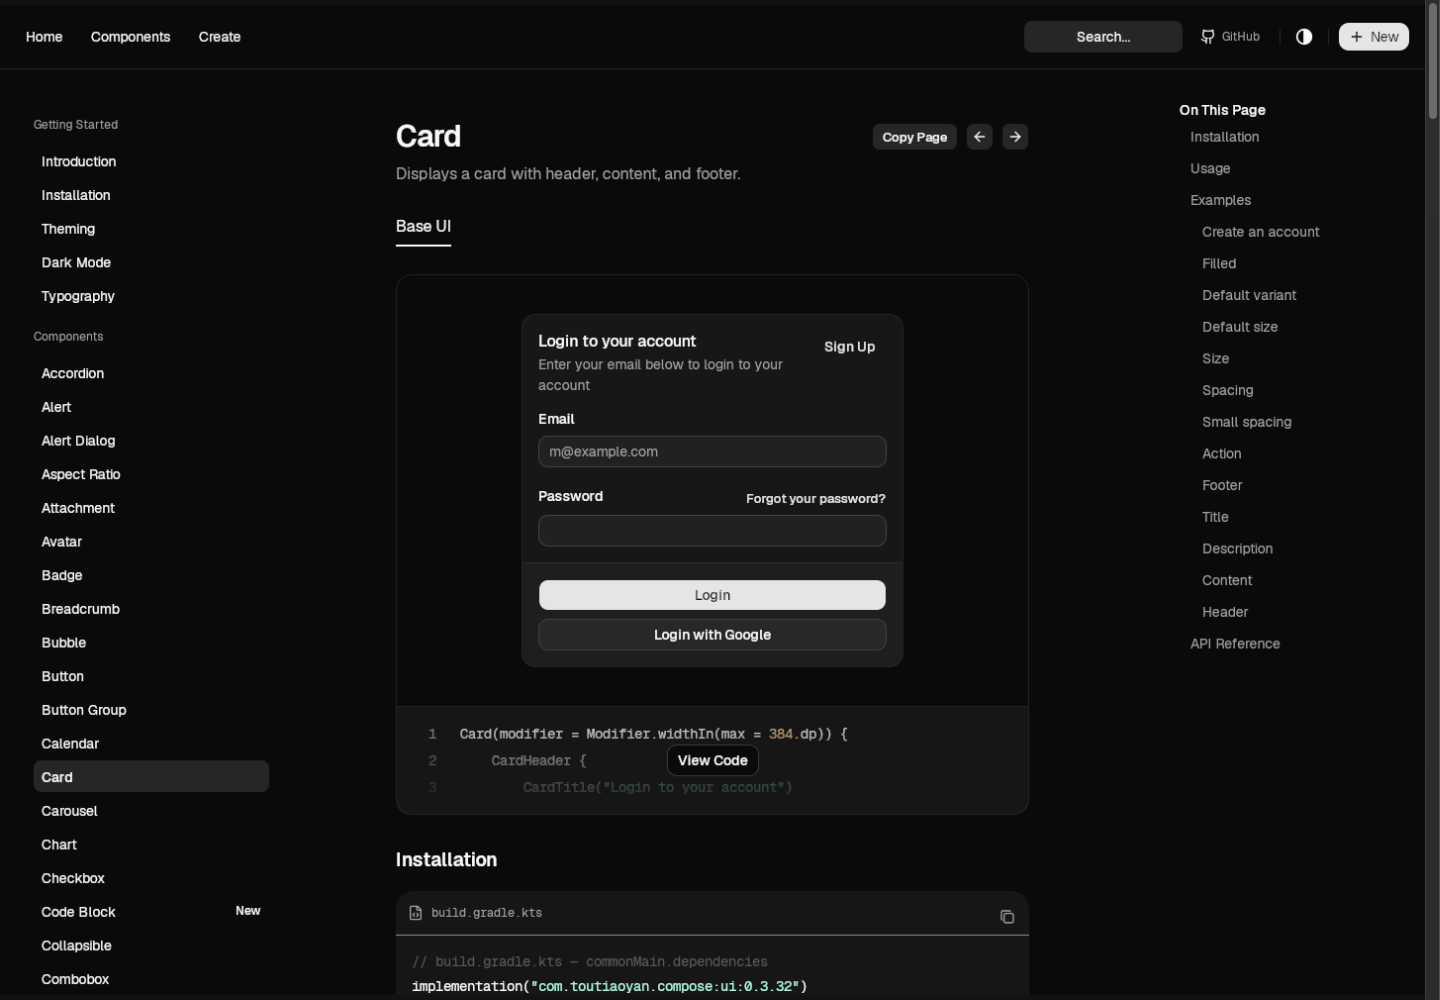 Home
Components
Create
Search...
GitHub
New
Getting Started
Introduction
Installation
Theming
Dark Mode
Typography
Components
Accordion
Alert
Alert Dialog
Aspect Ratio
Attachment
Avatar
Badge
Breadcrumb
Bubble
Button
Button Group
Calendar
Card
Carousel
Chart
Checkbox
Code Block New
Collapsible
Combobox
Card
Copy Page
Displays a card with header, content, and footer.
Base UI
Login to your account
Sign Up
Enter your email below to login to your
account
Email
m@example.com
Password
Forgot your password?
Login
Login with Google
1 Card(modifier = Modifier.widthIn(max = 384.dp)) {
2 CardHeader {
View Code
3 CardTitle("Login to your account")
Installation
build.gradle.kts
// build.gradle.kts — commonMain.dependencies
implementation("com.toutiaoyan.compose:ui:0.3.32")
On This Page
Installation
Usage
Examples
Create an account
Filled
Default variant
Default size
Size
Spacing
Small spacing
Action
Footer
Title
Description
Content
Header
API Reference